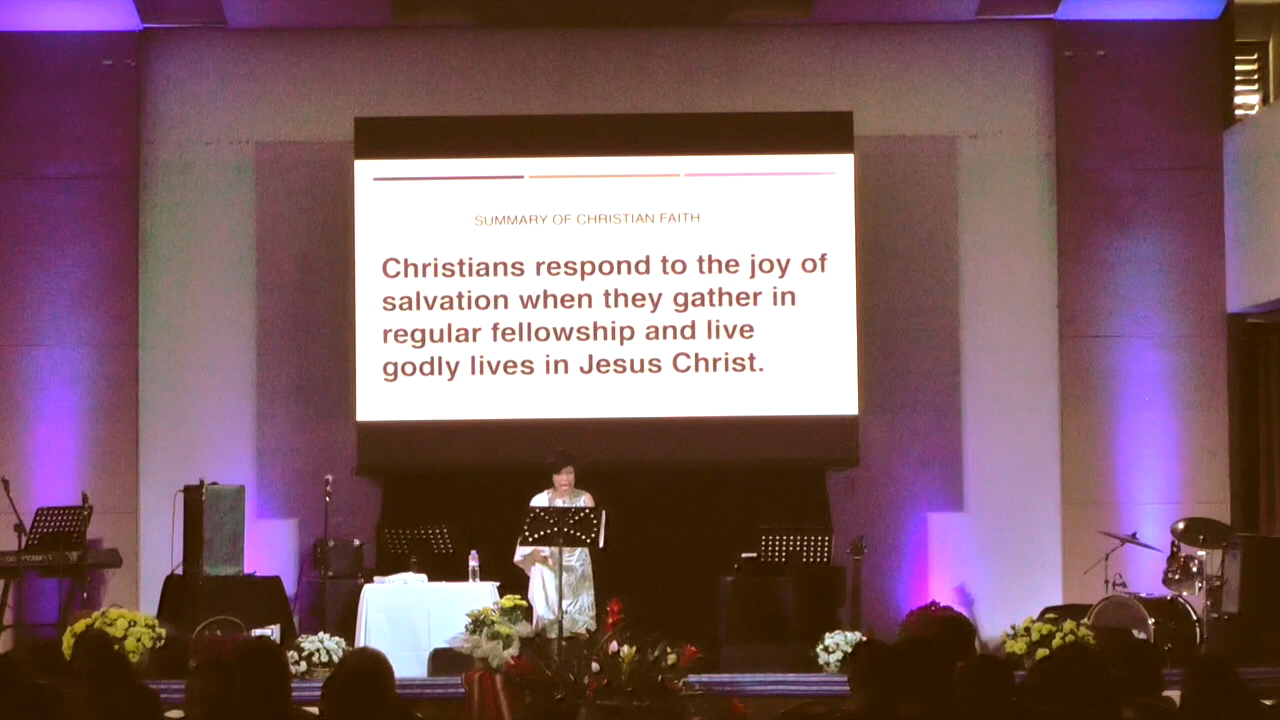 SUMMARY OF CHRISTIAN FAITH
Christians respond to the joy of
salvation when they gather in
regular fellowship and live
godly lives in Jesus Christ.